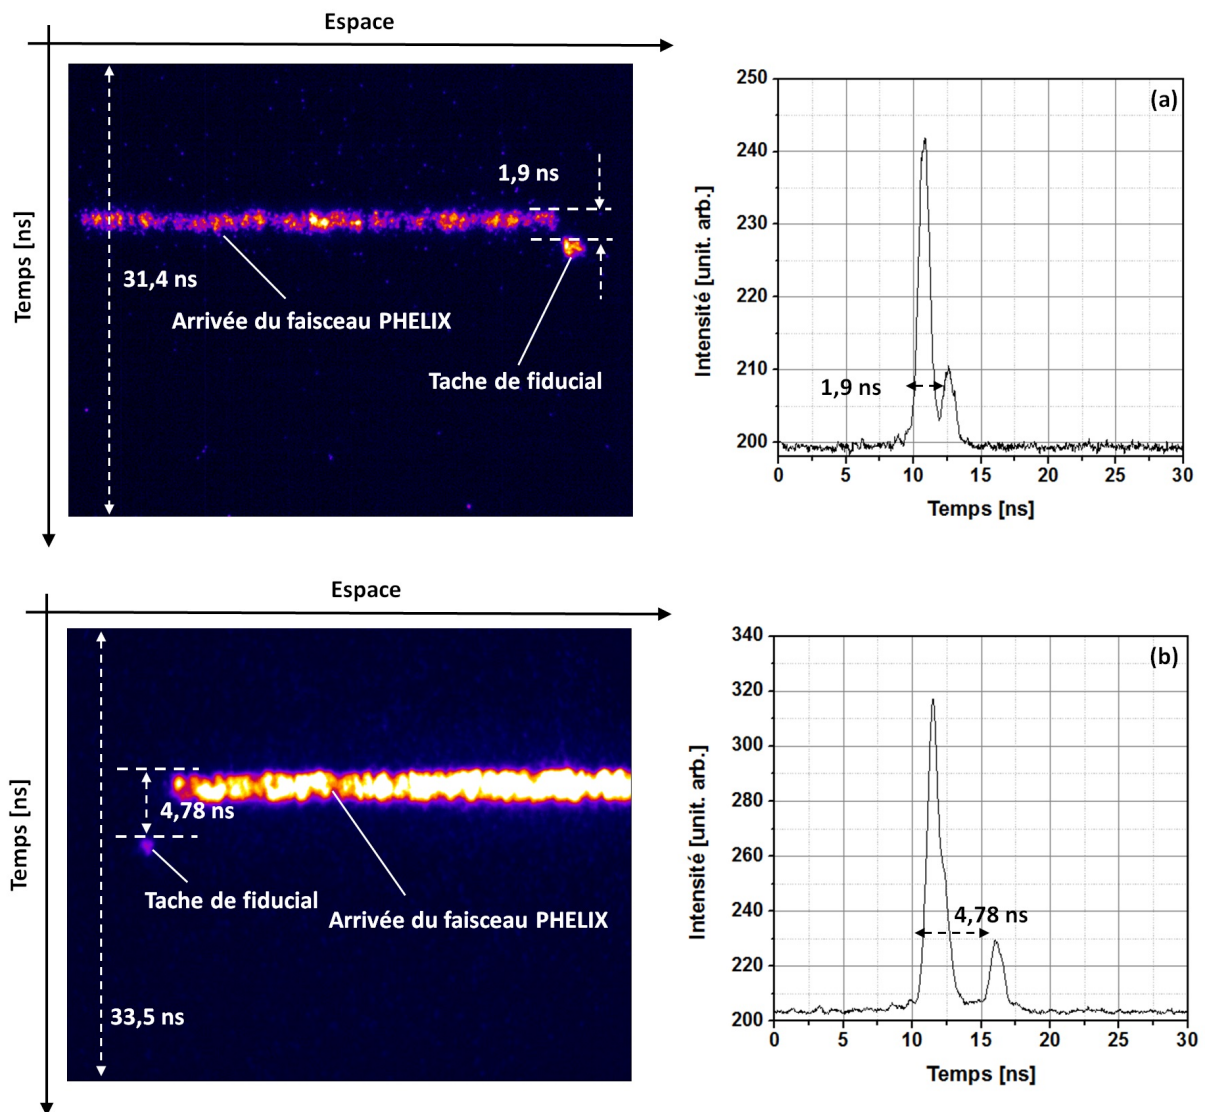 Espace
Temps [ns]
31,4 ns
1,9 ns
Arrivée du faisceau PHELIX
Tache de fiducial
(a)
Intensité [unit. arb.]
250
240
230
220
210
200
1,9 ns
0 5 10 15 20 25 30
Temps [ns]
Espace
Temps [ns]
4,78 ns
Tache de fiducial
Arrivée du faisceau PHELIX
33,5 ns
(b)
Intensité [unit. arb.]
340
320
300
280
260
240
220
200
4,78 ns
0 5 10 15 20 25 30
Temps [ns]